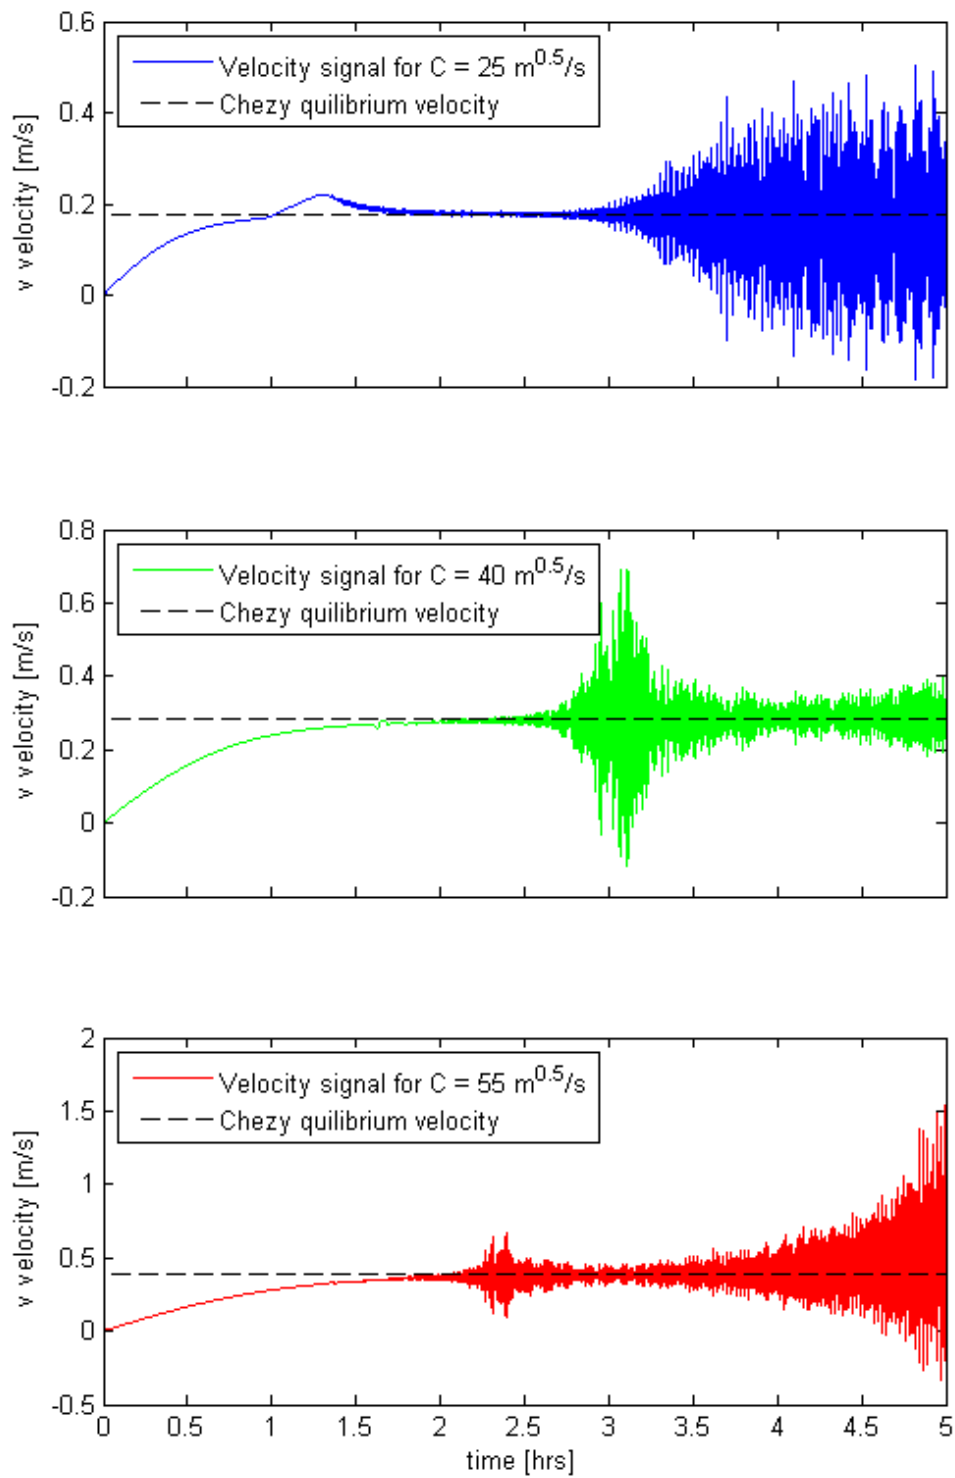 0.6
Velocity signal for C = 25 m^0.5/s
Chezy quilibrium velocity
0.4
0.2
0
-0.2
v velocity [m/s]
0.8
Velocity signal for C = 40 m^0.5/s
Chezy quilibrium velocity
0.6
0.4
0.2
0
-0.2
v velocity [m/s]
2
Velocity signal for C = 55 m^0.5/s
Chezy quilibrium velocity
1.5
1
0.5
0
-0.5
v velocity [m/s]
0 0.5 1 1.5 2 2.5 3 3.5 4 4.5 5
time [hrs]